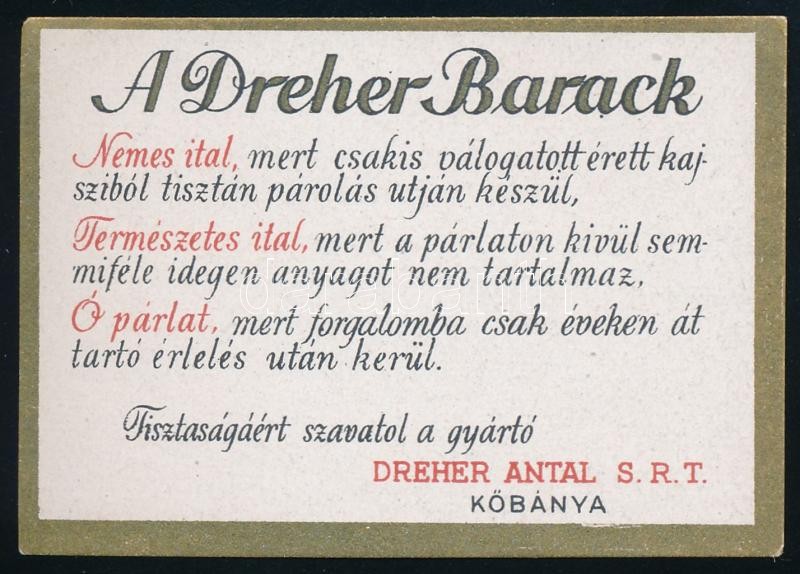 A Dreher Barack
Nemes ital, mert csakis válogatott érett kaj-
sziból tisztán párolás utján készül,
Természetes ital, mert a párlaton kivül sem-
miféle idegen anyagot nem tartalmaz,
Ó párlat, mert forgalomba csak éveken át
tartó érlelés után kerül.
Tisztaságáért szavatol a gyártó
DREHER ANTAL S. R. T.
KŐBÁNYA